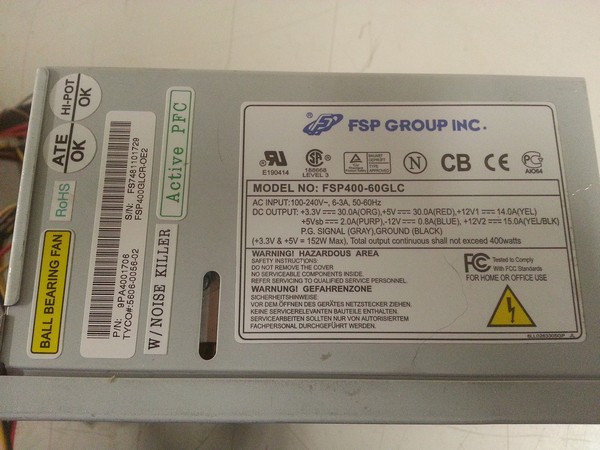 HI-POT
OK
ATE
OK
RoHS
BALL BEARING FAN
P/N: 9PA4001706
TYCO#:5606-0056-02
S/N: FS7481101729
FSP400GLCR-OE2
Active PFC
W/ NOISE KILLER
FSP GROUP INC.
E190414
LEVEL 3
N
CB
CE
AIO64
MODEL NO: FSP400-60GLC
AC INPUT:100-240V~, 6-3A, 50-60Hz
DC OUTPUT: +3.3V ⎓ 30.0A(ORG),+5V ⎓ 30.0A(RED),+12V1 ⎓ 14.0A(YEL)
+5Vsb ⎓ 2.0A(PURP),-12V ⎓ 0.8A(BLUE), +12V2 ⎓ 15.0A(YEL/BLK)
P.G. SIGNAL (GRAY),GROUND (BLACK)
(+3.3V & +5V = 152W Max), Total output continuous shall not exceed 400watts
WARNING! HAZARDOUS AREA
SAFETY INSTRUCTIONS:
DO NOT REMOVE THE COVER
NO SERVICEABLE COMPONENTS INSIDE.
REFER SERVICING TO QUALIFIED SERVICE PERSONNEL.
WARNUNG! GEFAHRENZONE
SICHERHEITSHINWEISE
VOR DEM ÖFFNEN DES GERÄTES NETZSTECKER ZIEHEN.
KEINE SERVICERELEVANTEN BAUTEILE ENTHALTEN.
SERVICEARBEITEN SOLLTEN NUR VON AUTORISIERTEM
FACHPERSONAL DURCHGEFÜHRT WERDEN.
FC Tested to Comply
With FCC Standards
FOR HOME OR OFFICE USE